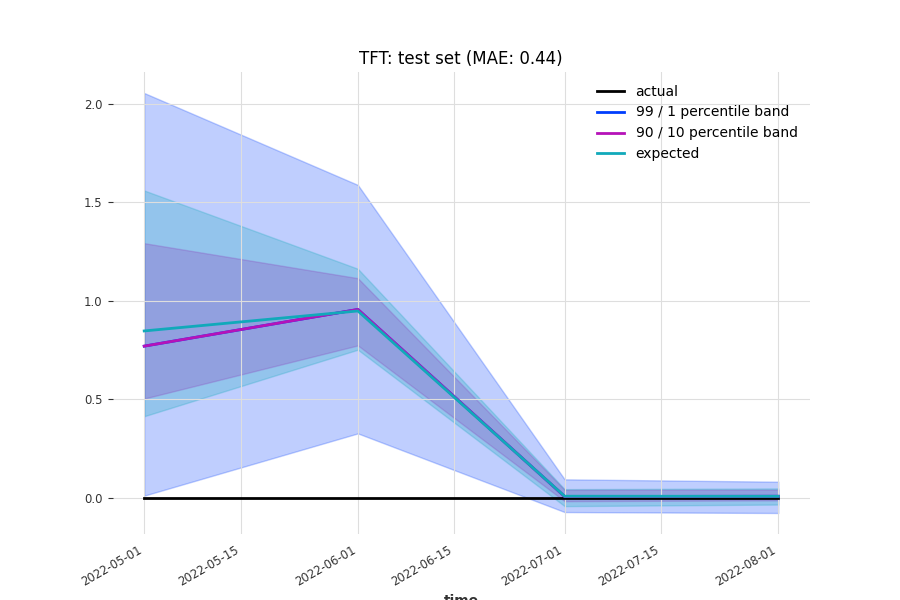 TFT: test set (MAE: 0.44)
actual
99 / 1 percentile band
90 / 10 percentile band
expected
2.0
1.5
1.0
0.5
0.0
2022-05-01
2022-05-15
2022-06-01
2022-06-15
2022-07-01
2022-07-15
2022-08-01
time